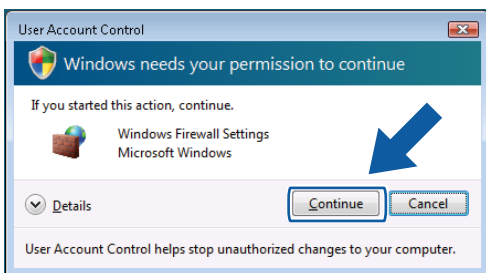 User Account Control
Windows needs your permission to continue
If you started this action, continue.
Windows Firewall Settings
Microsoft Windows
Details
Continue
Cancel
User Account Control helps stop unauthorized changes to your computer.